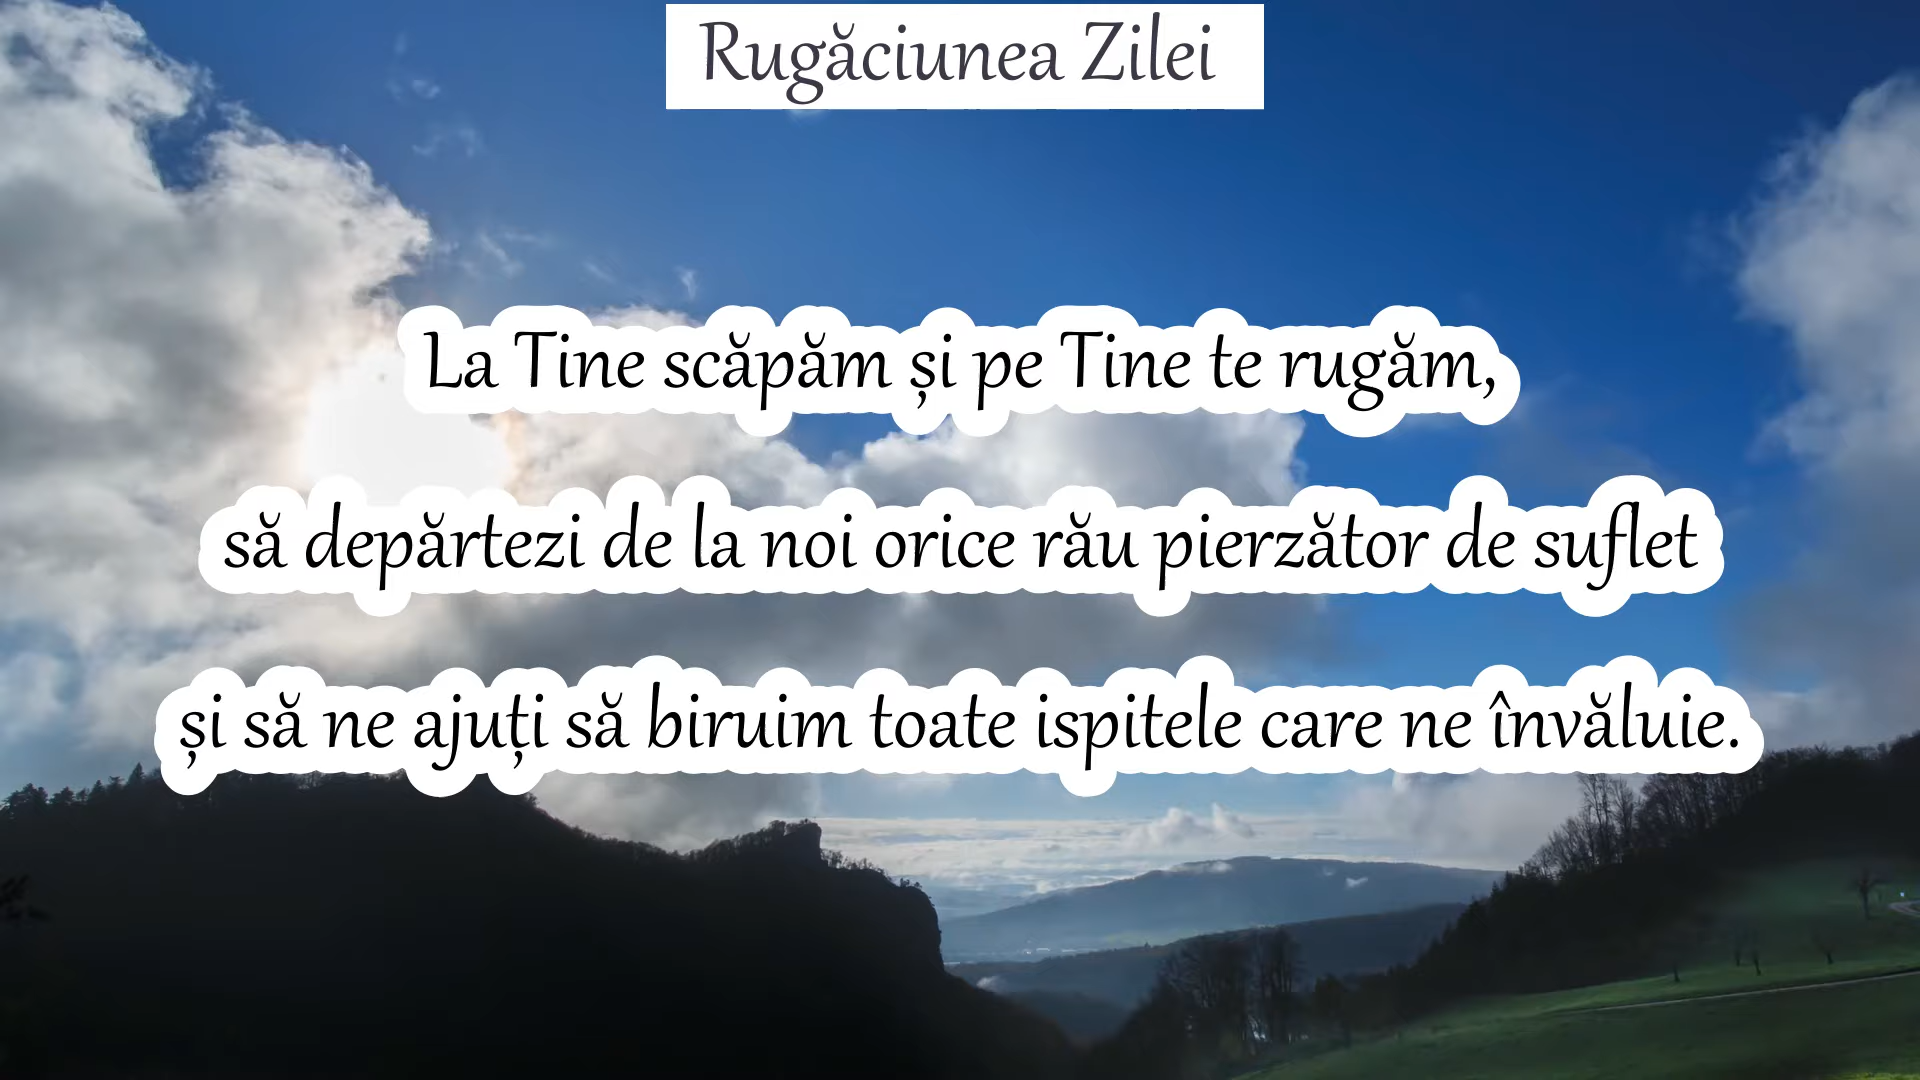 Rugăciunea Zilei
La Tine scăpăm și pe Tine te rugăm,
să depărtezi de la noi orice rău pierzător de suflet
și să ne ajuți să biruim toate ispitele care ne învăluie.